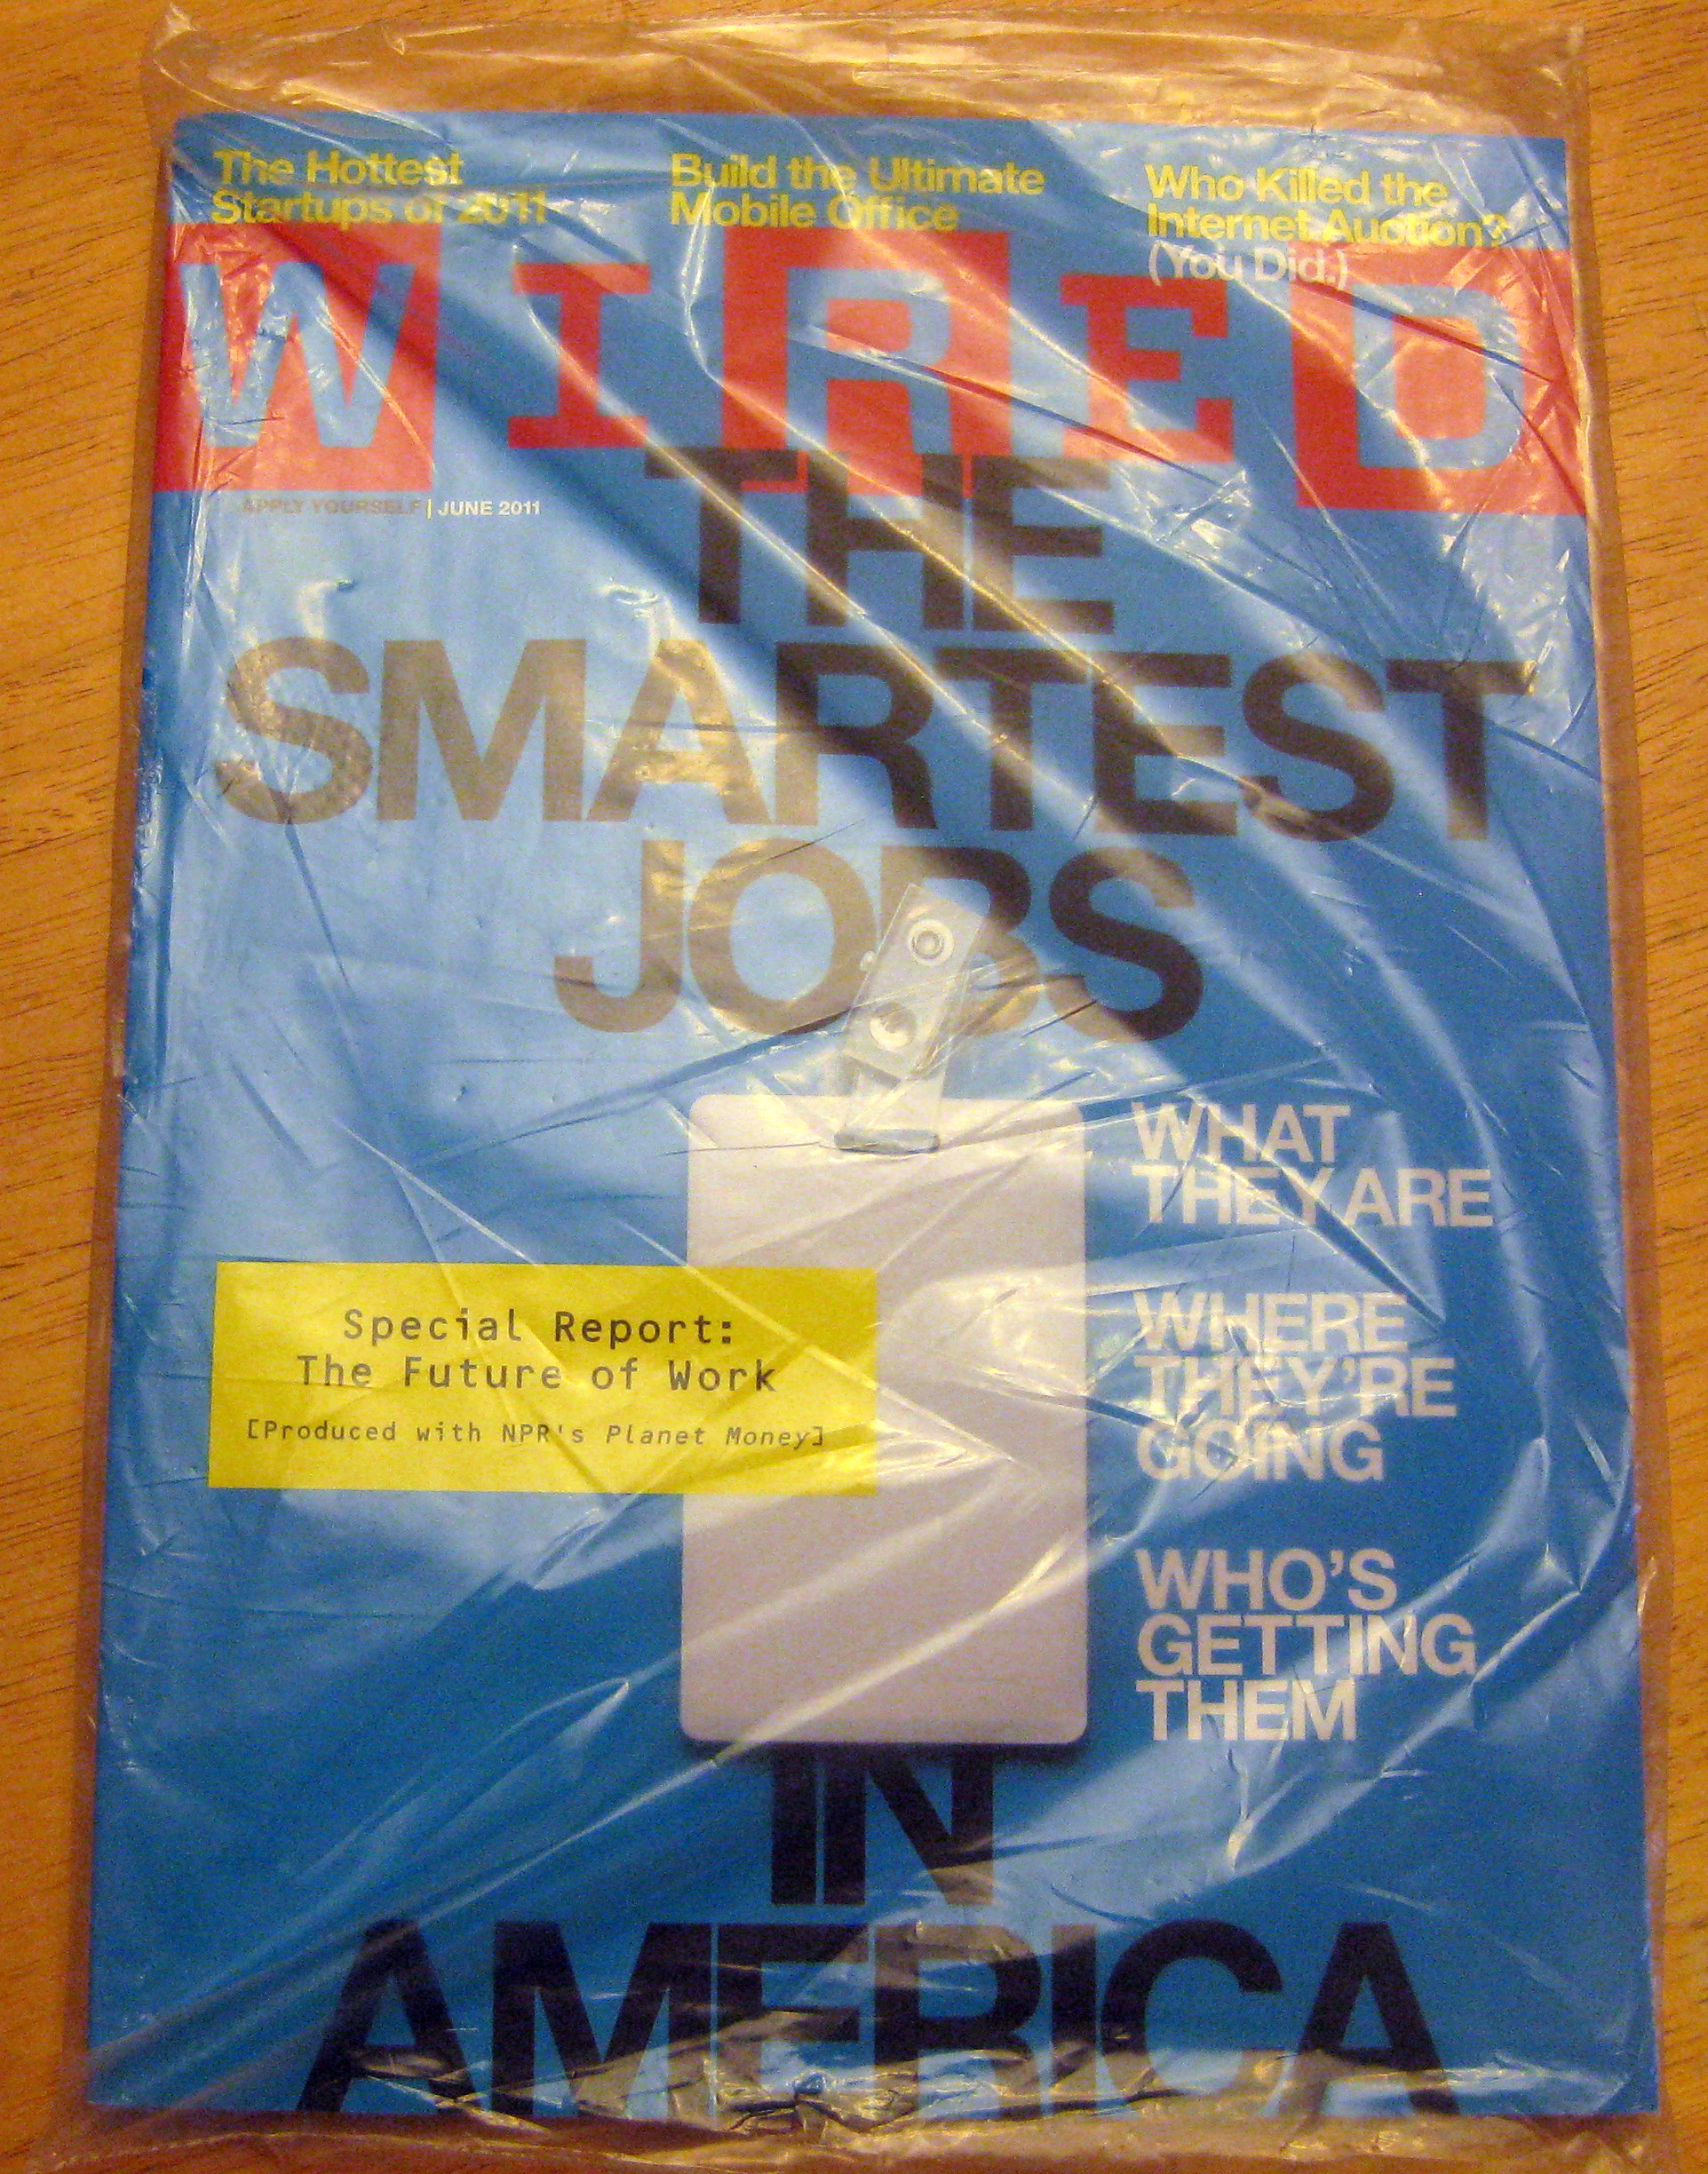 The Hottest
Startups of 2011
Build the Ultimate
Mobile Office
Who Killed the
Internet Auction?
(You Did.)
WIRED
APPLY YOURSELF | JUNE 2011
THE
SMARTEST
JOBS
WHAT
THEY ARE
WHERE
THEY'RE
GOING
WHO'S
GETTING
THEM
Special Report:
The Future of Work
[Produced with NPR's Planet Money]
IN
AMERICA